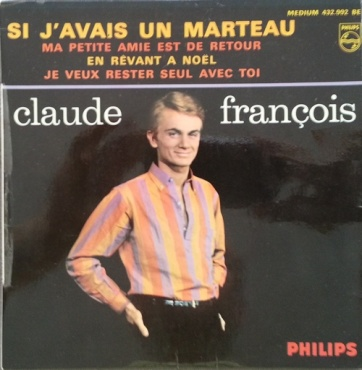 MEDIUM 432.992 BE
PHILIPS
SI J'AVAIS UN MARTEAU
MA PETITE AMIE EST DE RETOUR
EN RÊVANT A NOËL
JE VEUX RESTER SEUL AVEC TOI
claude françois
PHILIPS